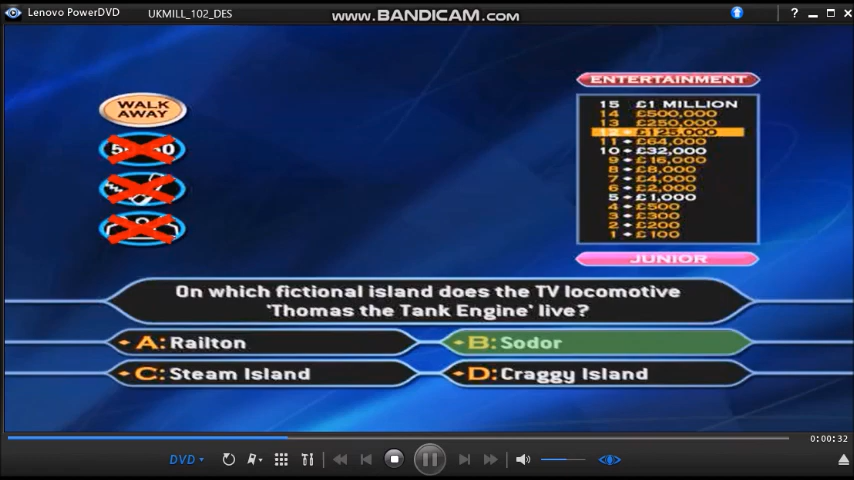 Lenovo PowerDVD
UKMILL_102_DES
www.BANDICAM.com
?
WALK
AWAY
ENTERTAINMENT
15 £1 MILLION
14 £500,000
13 £250,000
12 £125,000
11 £64,000
10 £32,000
9 £16,000
8 £8,000
7 £4,000
6 £2,000
5 £1,000
4 £500
3 £300
2 £200
1 £100
JUNIOR
On which fictional island does the TV locomotive
'Thomas the Tank Engine' live?
A: Railton
B: Sodor
C: Steam Island
D: Craggy Island
0:00:32
DVD